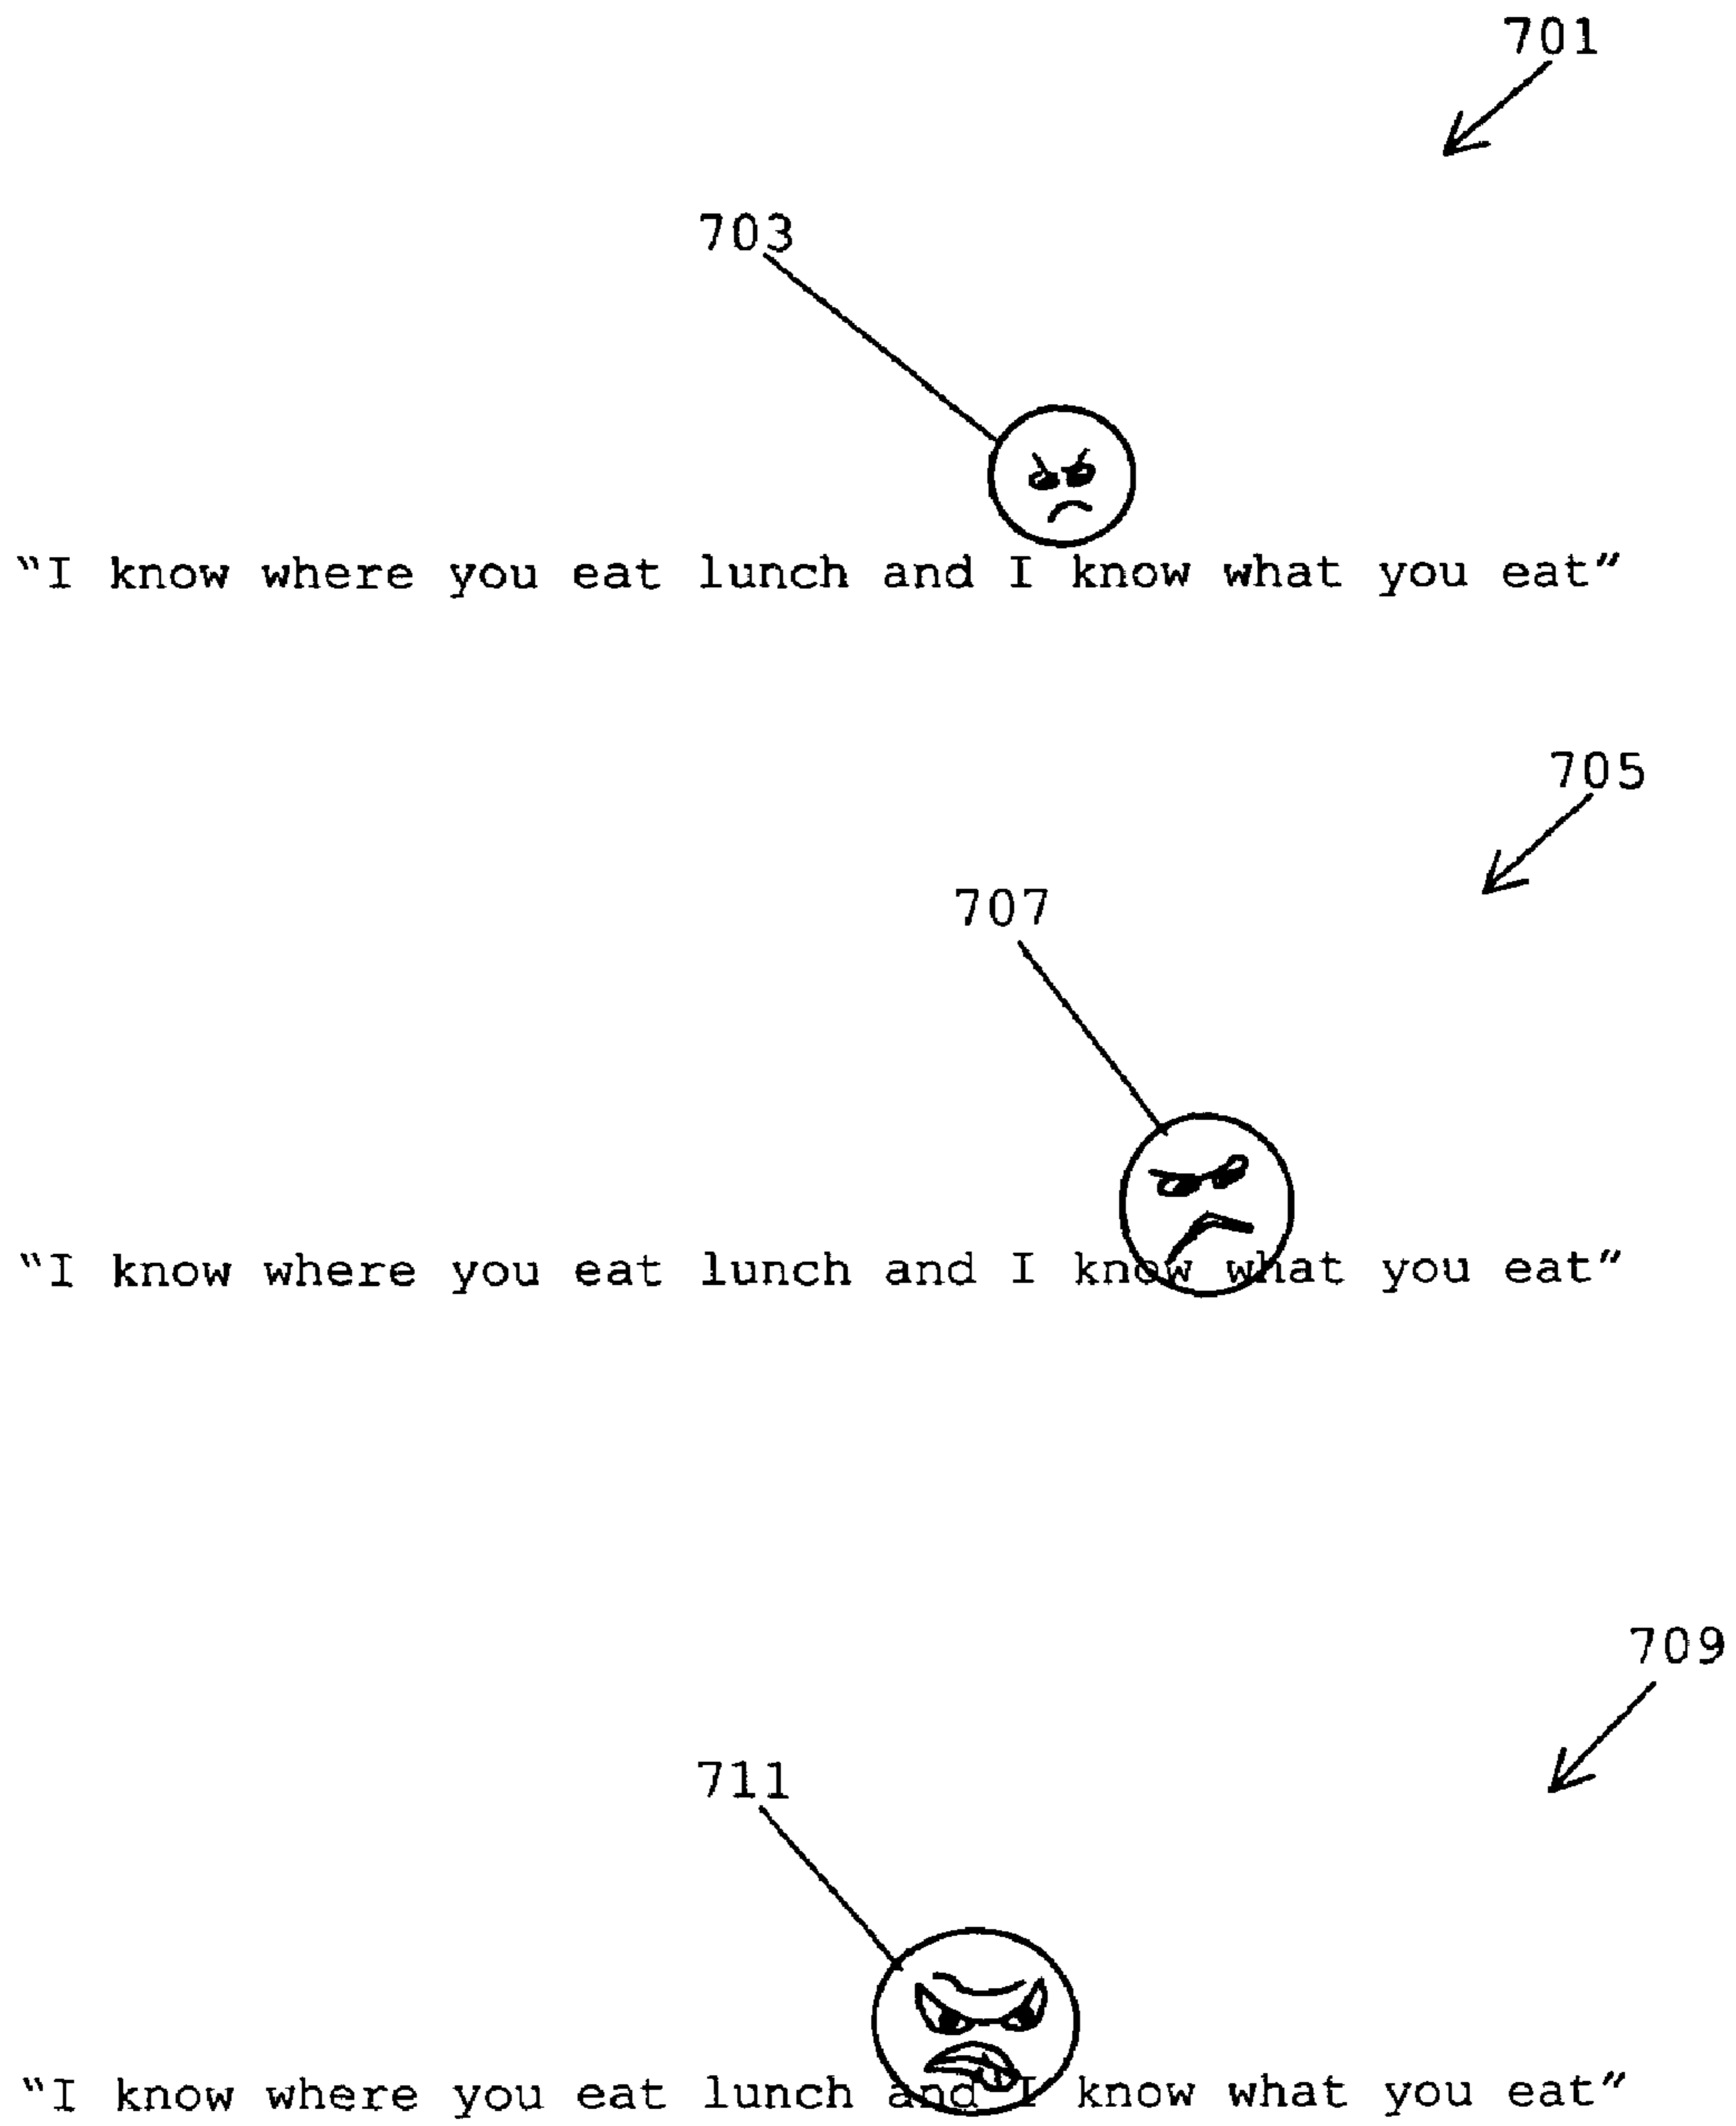 701
703
“I know where you eat lunch and I know what you eat”
705
707
“I know where you eat lunch and I know what you eat”
709
711
“I know where you eat lunch and I know what you eat”